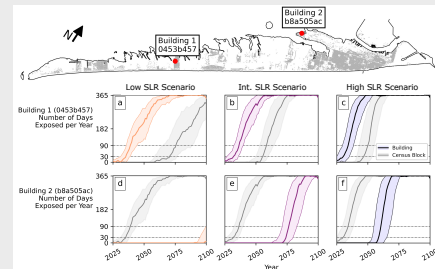 Building 2
b8a505ac
N
Building 1
0453b457
Low SLR Scenario
Int. SLR Scenario
High SLR Scenario
Building 1 (0453b457)
Number of Days
Exposed per Year
365
182
90
30
0
a
b
c
Building
Census Block
Building 2 (b8a505ac)
Number of Days
Exposed per Year
365
182
90
30
0
d
e
f
2025 2050 2075 2100 2025 2050 2075 2100 2025 2050 2075 2100
Year